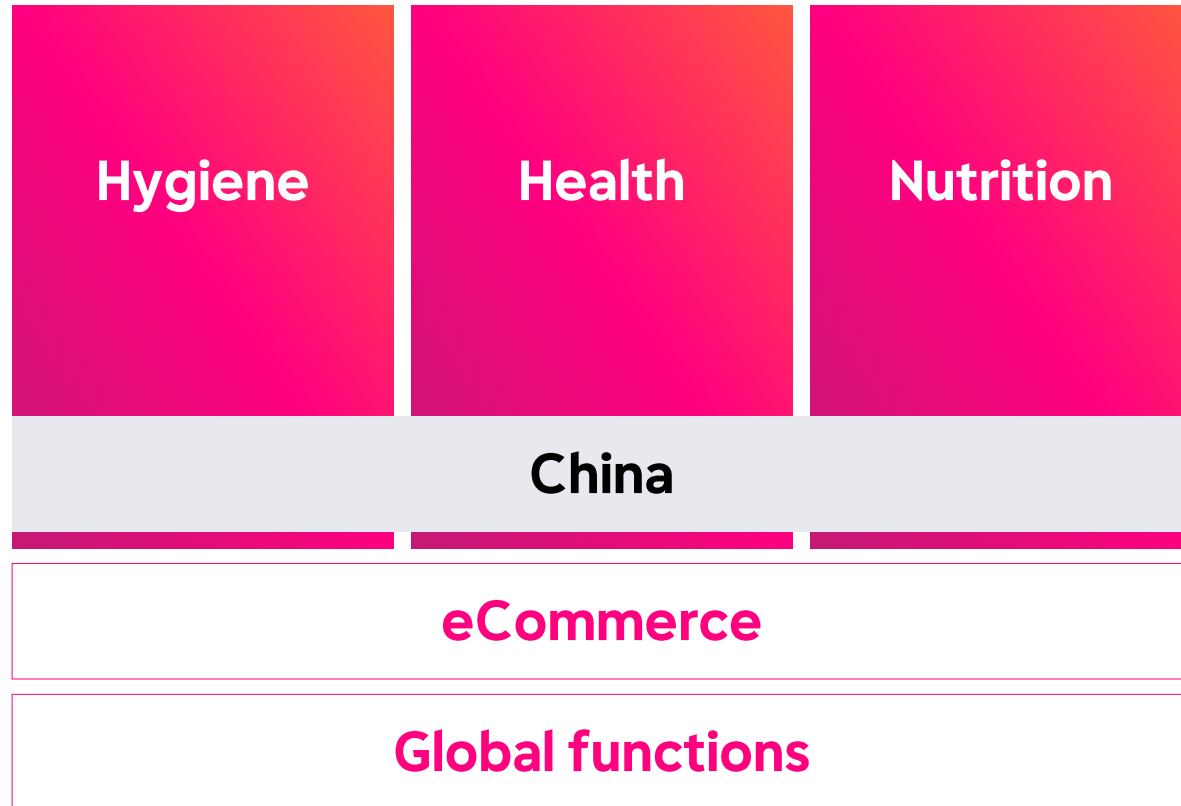 Hygiene
Health
Nutrition
China
eCommerce
Global functions